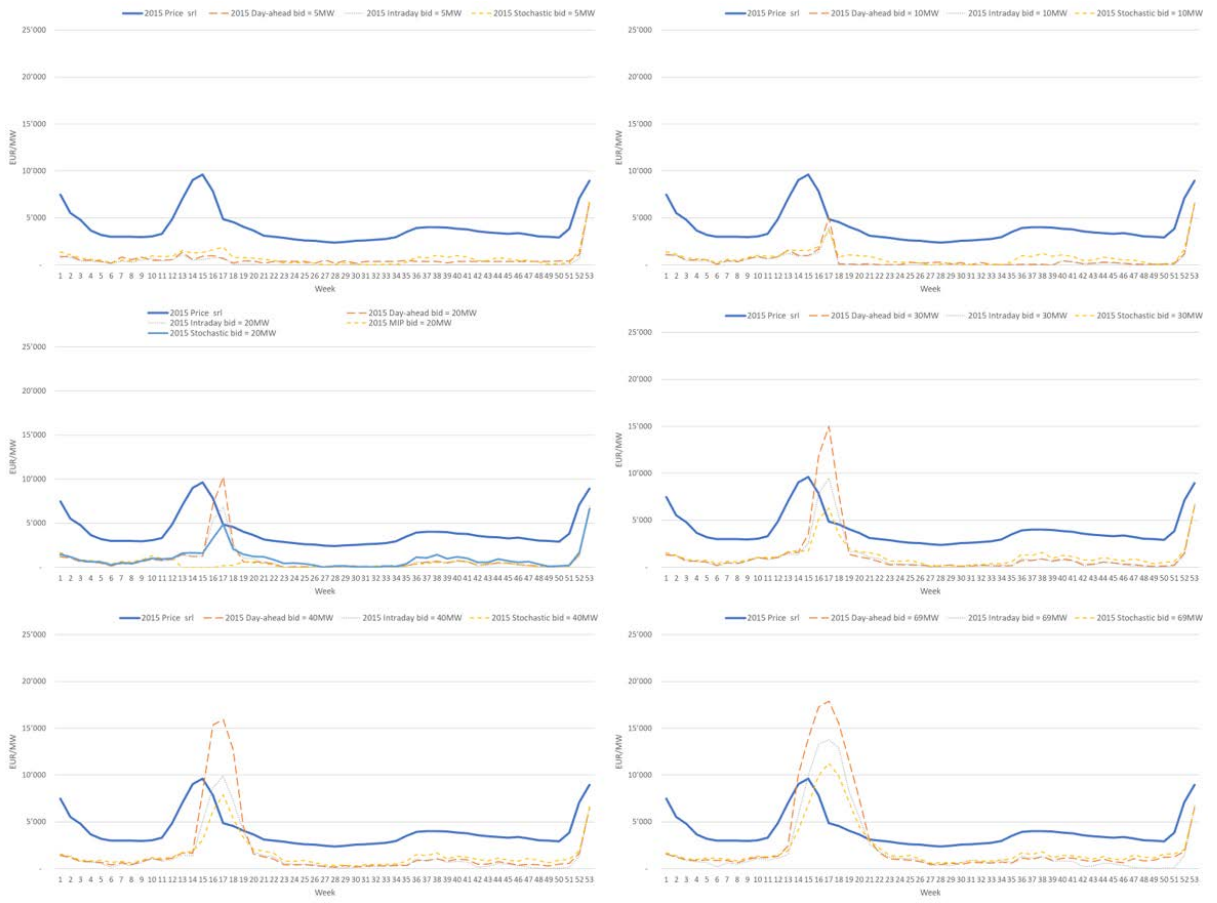 2015 Price srl 2015 Day-ahead bid = 5MW 2015 Intraday bid = 5MW 2015 Stochastic bid = 5MW
25'000
20'000
15'000
10'000
5'000
-
EUR/MW
1 2 3 4 5 6 7 8 9 10 11 12 13 14 15 16 17 18 19 20 21 22 23 24 25 26 27 28 29 30 31 32 33 34 35 36 37 38 39 40 41 42 43 44 45 46 47 48 49 50 51 52 53
Week
2015 Price srl 2015 Day-ahead bid = 10MW 2015 Intraday bid = 10MW 2015 Stochastic bid = 10MW
25'000
20'000
15'000
10'000
5'000
-
EUR/MW
1 2 3 4 5 6 7 8 9 10 11 12 13 14 15 16 17 18 19 20 21 22 23 24 25 26 27 28 29 30 31 32 33 34 35 36 37 38 39 40 41 42 43 44 45 46 47 48 49 50 51 52 53
Week
2015 Price srl 2015 Day-ahead bid = 20MW
2015 Intraday bid = 20MW 2015 MIP bid = 20MW
2015 Stochastic bid = 20MW
25'000
20'000
15'000
10'000
5'000
-
EUR/MW
1 2 3 4 5 6 7 8 9 10 11 12 13 14 15 16 17 18 19 20 21 22 23 24 25 26 27 28 29 30 31 32 33 34 35 36 37 38 39 40 41 42 43 44 45 46 47 48 49 50 51 52 53
Week
2015 Price srl 2015 Day-ahead bid = 30MW 2015 Intraday bid = 30MW 2015 Stochastic bid = 30MW
25'000
20'000
15'000
10'000
5'000
-
EUR/MW
1 2 3 4 5 6 7 8 9 10 11 12 13 14 15 16 17 18 19 20 21 22 23 24 25 26 27 28 29 30 31 32 33 34 35 36 37 38 39 40 41 42 43 44 45 46 47 48 49 50 51 52 53
Week
2015 Price srl 2015 Day-ahead bid = 40MW 2015 Intraday bid = 40MW 2015 Stochastic bid = 40MW
25'000
20'000
15'000
10'000
5'000
-
EUR/MW
1 2 3 4 5 6 7 8 9 10 11 12 13 14 15 16 17 18 19 20 21 22 23 24 25 26 27 28 29 30 31 32 33 34 35 36 37 38 39 40 41 42 43 44 45 46 47 48 49 50 51 52 53
Week
2015 Price srl 2015 Day-ahead bid = 69MW 2015 Intraday bid = 69MW 2015 Stochastic bid = 69MW
25'000
20'000
15'000
10'000
5'000
-
EUR/MW
1 2 3 4 5 6 7 8 9 10 11 12 13 14 15 16 17 18 19 20 21 22 23 24 25 26 27 28 29 30 31 32 33 34 35 36 37 38 39 40 41 42 43 44 45 46 47 48 49 50 51 52 53
Week